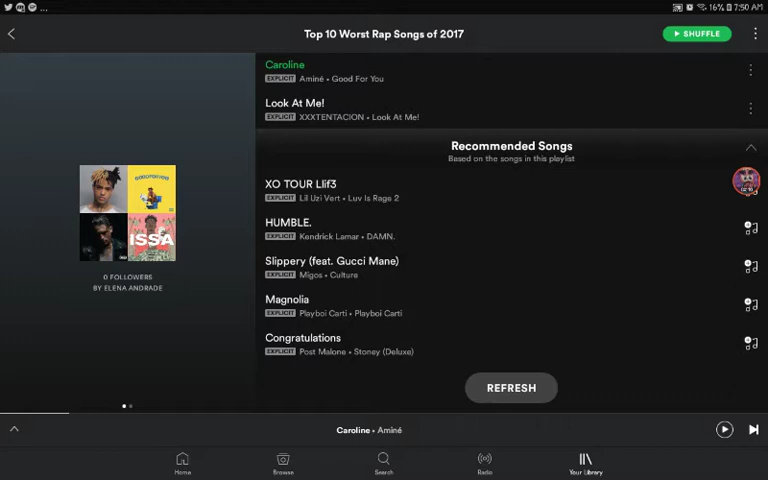 ...
16% 7:50 AM
Top 10 Worst Rap Songs of 2017
SHUFFLE
Caroline
EXPLICIT Aminé • Good For You
Look At Me!
EXPLICIT XXXTENTACION • Look At Me!
Recommended Songs
Based on the songs in this playlist
XO TOUR Llif3
EXPLICIT Lil Uzi Vert • Luv Is Rage 2
HUMBLE.
EXPLICIT Kendrick Lamar • DAMN.
Slippery (feat. Gucci Mane)
EXPLICIT Migos • Culture
Magnolia
EXPLICIT Playboi Carti • Playboi Carti
Congratulations
EXPLICIT Post Malone • Stoney (Deluxe)
ISSA
0 FOLLOWERS
BY ELENA ANDRADE
REFRESH
Caroline • Aminé
Home
Browse
Search
Radio
Your Library